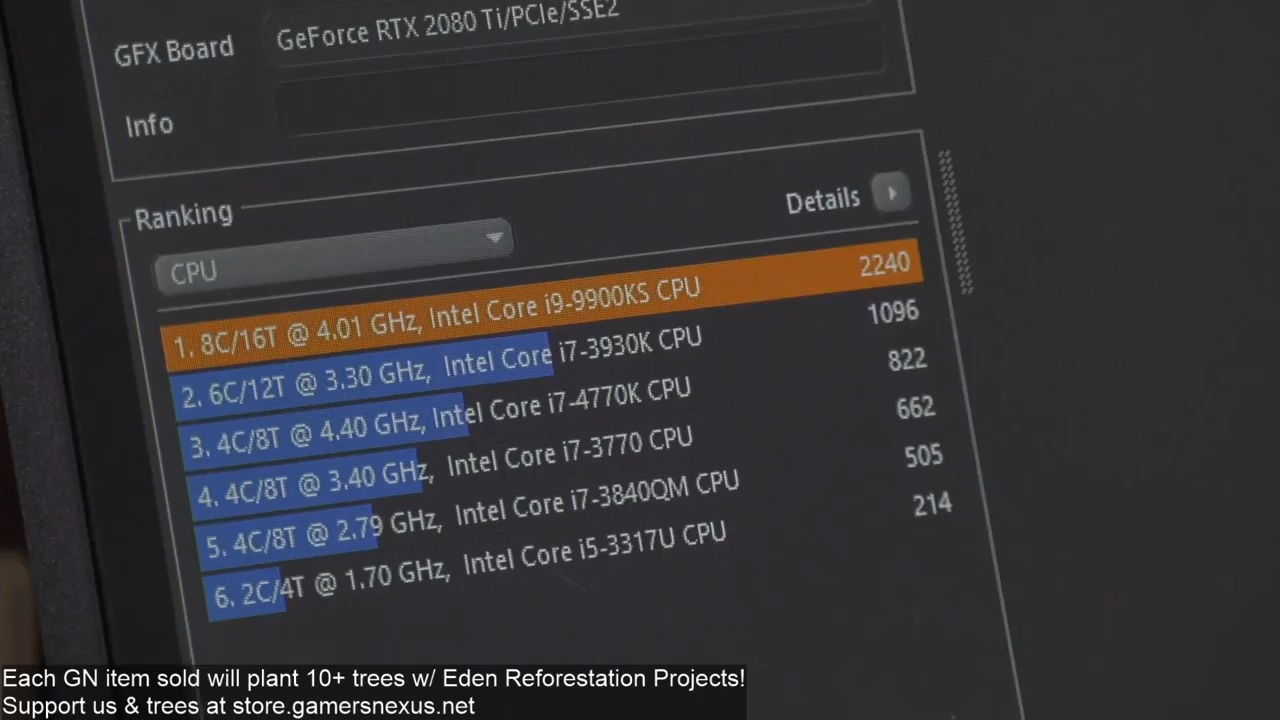 GFX Board GeForce RTX 2080 Ti/PCIe/SSE2
Info
Ranking
Details
CPU
1. 8C/16T @ 4.01 GHz, Intel Core i9-9900KS CPU 2240
2. 6C/12T @ 3.30 GHz, Intel Core i7-3930K CPU 1096
3. 4C/8T @ 4.40 GHz, Intel Core i7-4770K CPU 822
4. 4C/8T @ 3.40 GHz, Intel Core i7-3770 CPU 662
5. 4C/8T @ 2.79 GHz, Intel Core i7-3840QM CPU 505
6. 2C/4T @ 1.70 GHz, Intel Core i5-3317U CPU 214
Each GN item sold will plant 10+ trees w/ Eden Reforestation Projects!
Support us & trees at store.gamersnexus.net